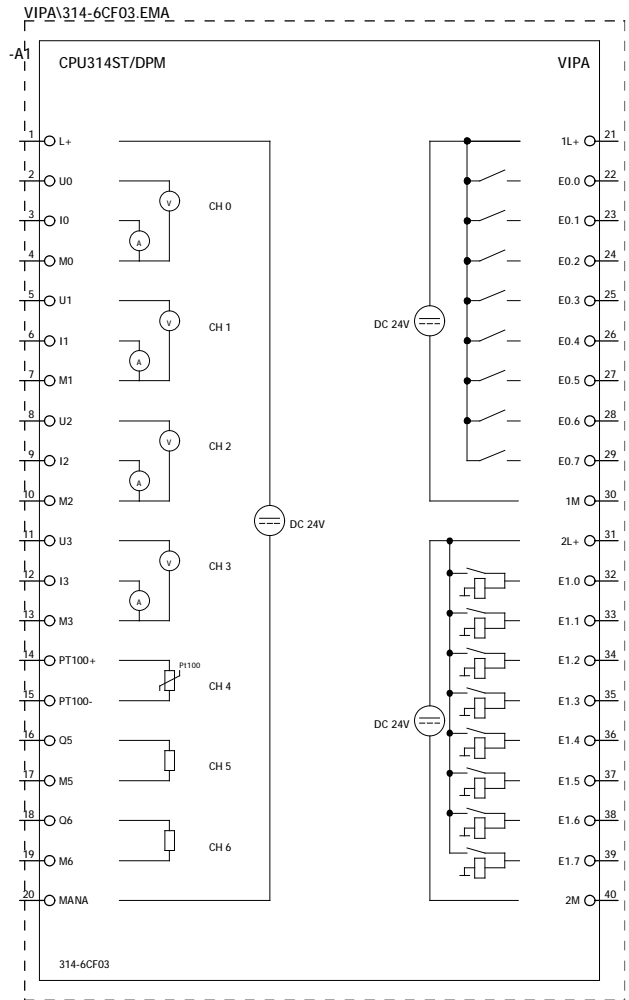 VIPA\314-6CF03.EMA
-A1
CPU314ST/DPM VIPA
1 L+
2 U0
3 I0
4 M0
CH 0
5 U1
6 I1
7 M1
CH 1
8 U2
9 I2
10 M2
CH 2
11 U3
12 I3
13 M3
CH 3
14 PT100+
15 PT100-
Pt100
CH 4
16 Q5
17 M5
CH 5
18 Q6
19 M6
CH 6
20 MANA
V
A
V
A
V
A
V
A
DC 24V
DC 24V
1L+ 21
E0.0 22
E0.1 23
E0.2 24
E0.3 25
E0.4 26
E0.5 27
E0.6 28
E0.7 29
1M 30
2L+ 31
E1.0 32
E1.1 33
E1.2 34
E1.3 35
DC 24V
E1.4 36
E1.5 37
E1.6 38
E1.7 39
2M 40
314-6CF03